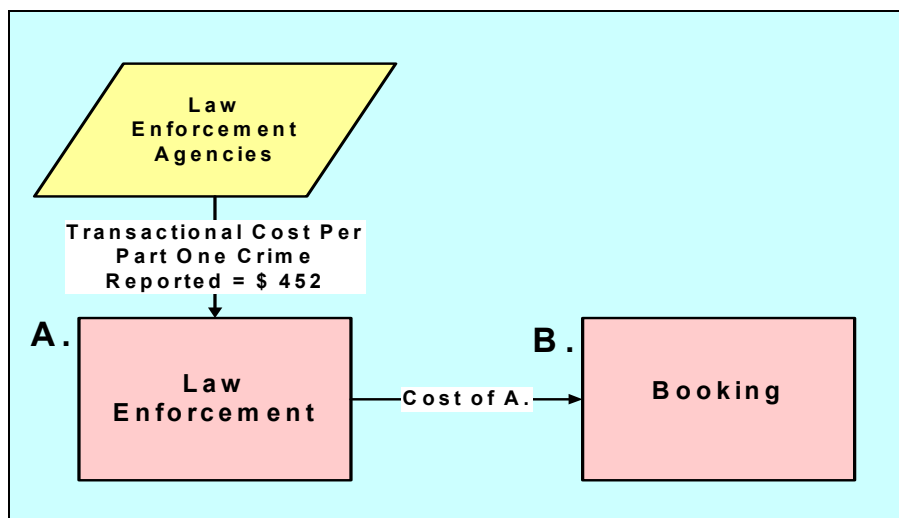 Law
Enforcement
Agencies
Transactional Cost Per
Part One Crime
Reported = $ 452
A.
Law
Enforcement
Cost of A.
B.
Booking